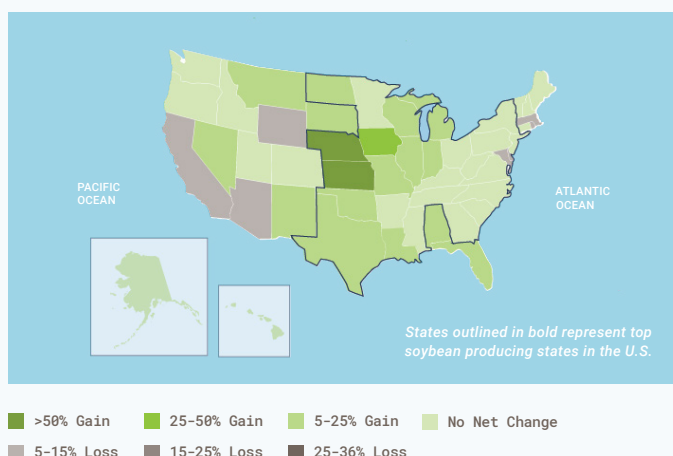 PACIFIC
OCEAN
ATLANTIC
OCEAN
States outlined in bold represent top
soybean producing states in the U.S.
>50% Gain 25-50% Gain 5-25% Gain No Net Change
5-15% Loss 15-25% Loss 25-36% Loss